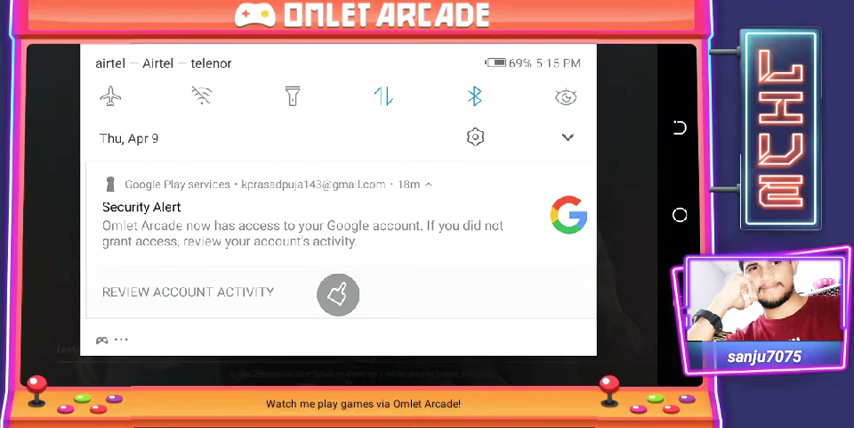 OMLET ARCADE
airtel — Airtel — telenor
69% 5:15 PM
Thu, Apr 9
Google Play services • kprasadpuja143@gmail.com • 18m
Security Alert
Omlet Arcade now has access to your Google account. If you did not
grant access, review your account's activity.
REVIEW ACCOUNT ACTIVITY
LIVE
sanju7075
Watch me play games via Omlet Arcade!